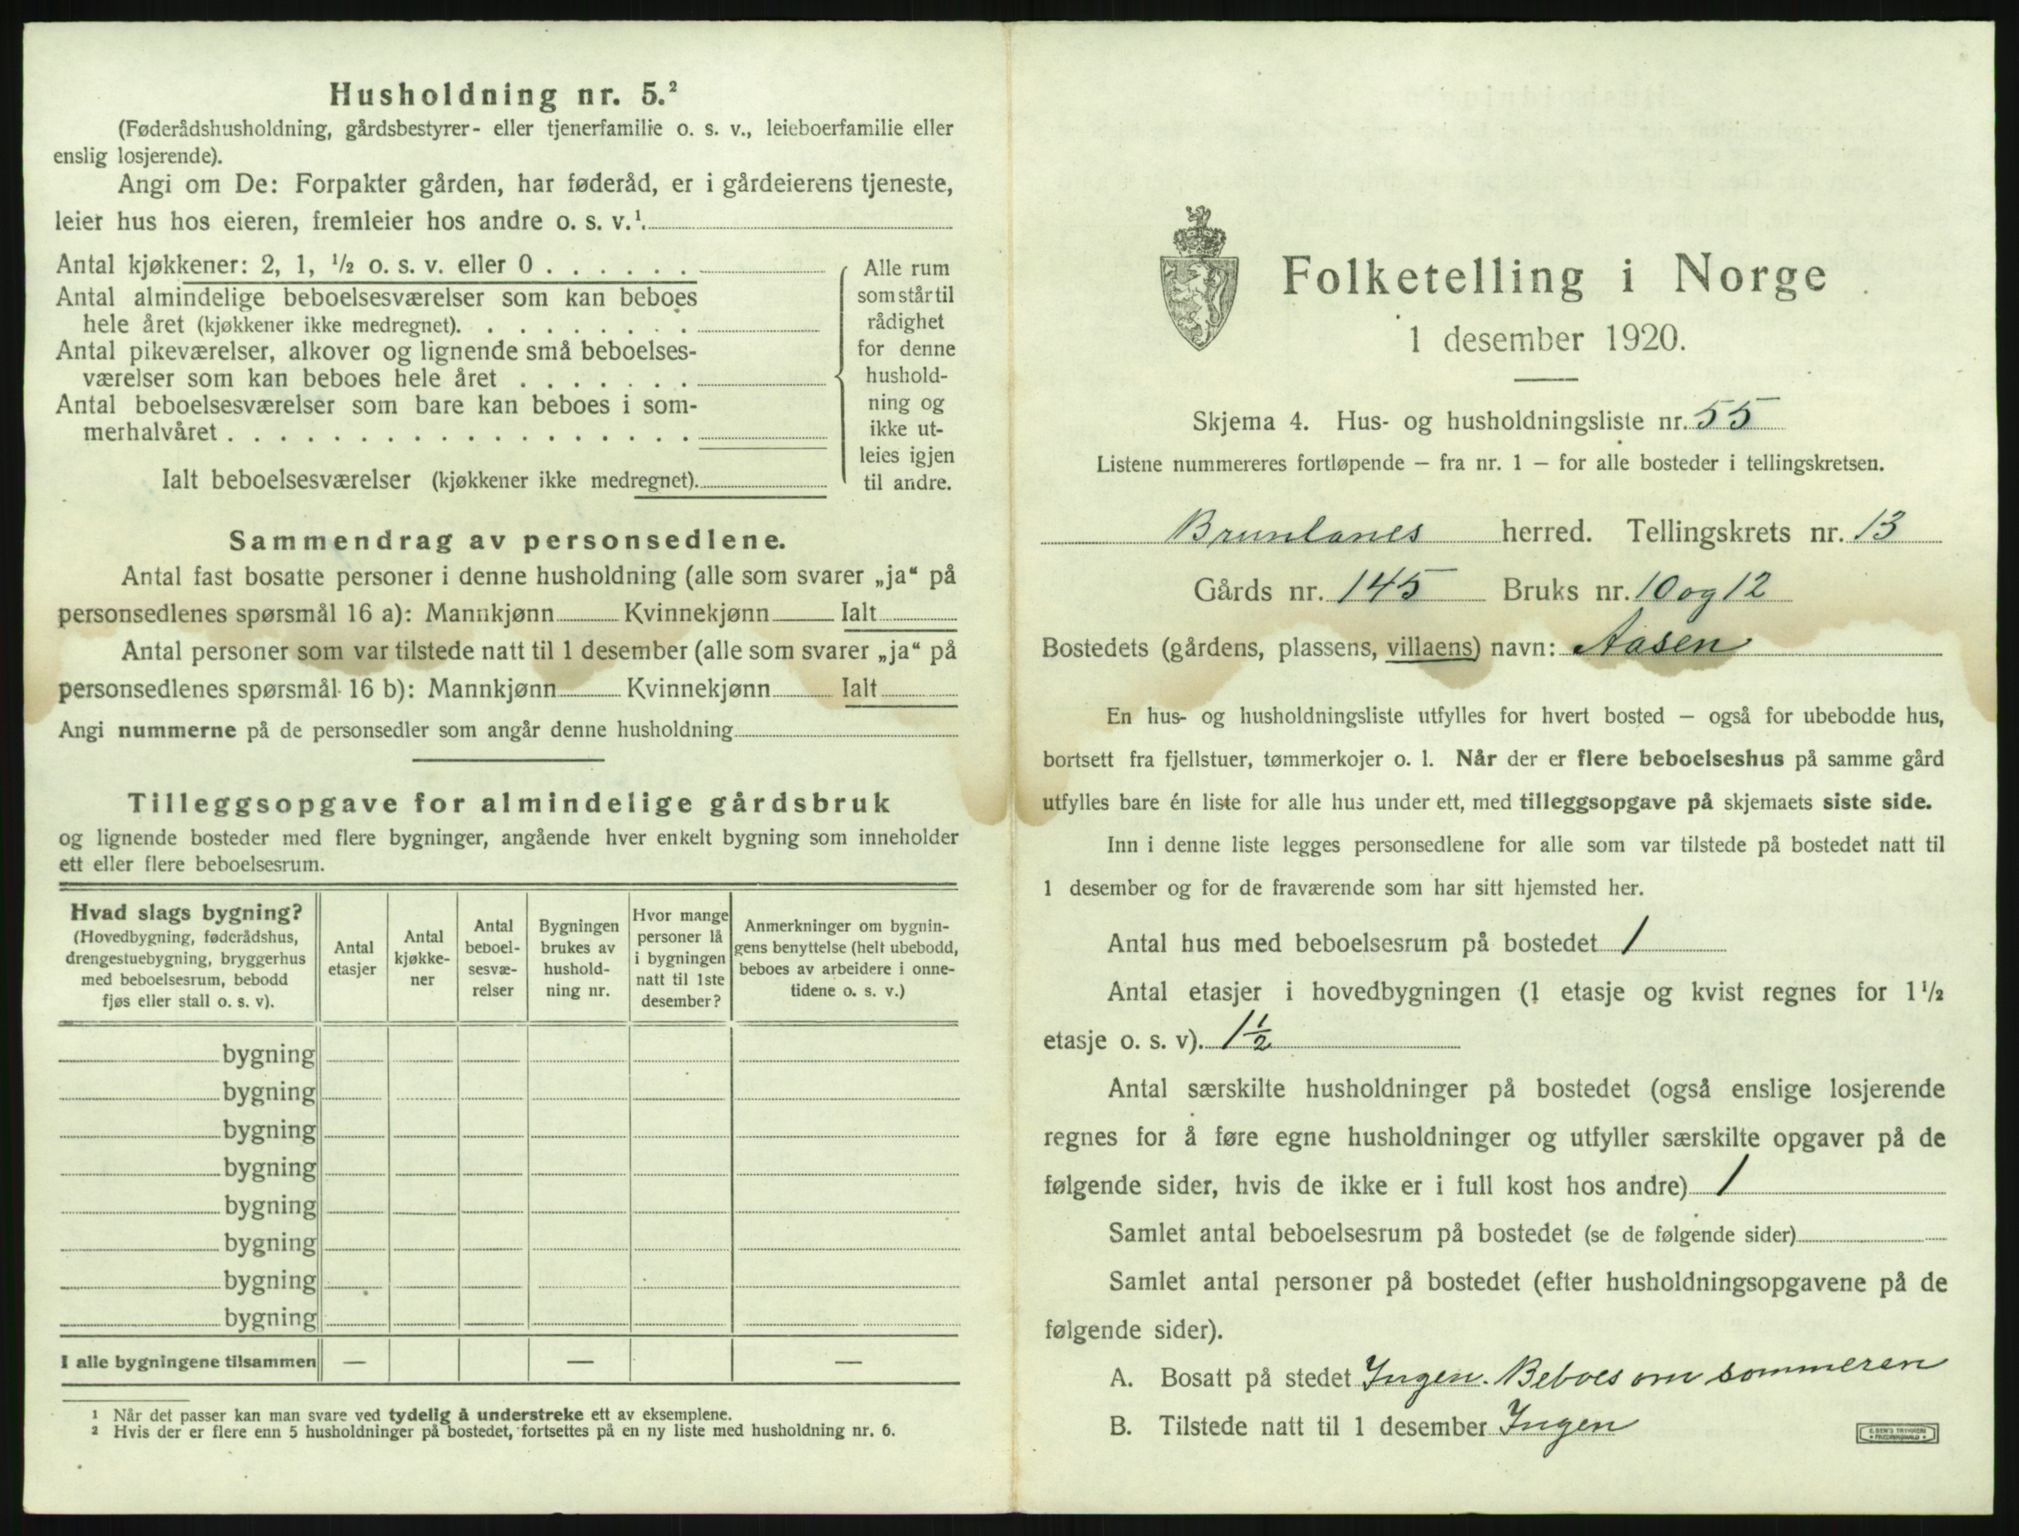 Husholdning nr. 5.²
(Føderådshusholdning, gårdsbestyrer- eller tjenerfamilie o. s. v., leieboerfamilie eller
enslig losjerende).
Angi om De: Forpakter gården, har føderåd, er i gårdeierens tjeneste,
leier hus hos eieren, fremleier hos andre o. s. v.¹.
Antal kjøkkener: 2, 1, ½ o. s. v. eller 0 . . . . . .
Antal almindelige beboelsesværelser som kan beboes
hele året (kjøkkener ikke medregnet). . . . . . . . .
Antal pikeværelser, alkover og lignende små beboelses-
værelser som kan beboes hele året . . . . . . .
Antal beboelsesværelser som bare kan beboes i som-
merhalvåret . . . . . . . . . . . . . . . . . .
Ialt beboelsesværelser (kjøkkener ikke medregnet).
Alle rum
som står til
rådighet
for denne
hushold-
ning og
ikke ut-
leies igjen
til andre.
Sammendrag av personsedlene.
Antal fast bosatte personer i denne husholdning (alle som svarer „ja“ på
personsedlenes spørsmål 16 a): Mannkjønn Kvinnekjønn Ialt
Antal personer som var tilstede natt til 1 desember (alle som svarer „ja“ på
personsedlenes spørsmål 16 b): Mannkjønn Kvinnekjønn Ialt
Angi nummerne på de personsedler som angår denne husholdning
Tilleggsopgave for almindelige gårdsbruk
og lignende bosteder med flere bygninger, angående hver enkelt bygning som inneholder
ett eller flere beboelsesrum.
Hvad slags bygning?
(Hovedbygning, føderådshus,
drengestuebygning, bryggerhus
med beboelsesrum, bebodd
fjøs eller stall o. s. v).
Antal
etasjer
Antal
kjøkke-
ner
Antal
beboel-
sesvæ-
relser
Bygningen
brukes av
hushold-
ning nr.
Hvor mange
personer lå
i bygningen
natt til 1ste
desember?
Anmerkninger om bygnin-
gens benyttelse (helt ubebodd,
beboes av arbeidere i onne-
tidene o. s. v.)
bygning
bygning
bygning
bygning
bygning
bygning
bygning
bygning
I alle bygningene tilsammen — — —
¹ Når det passer kan man svare ved tydelig å understreke ett av eksemplene.
² Hvis der er flere enn 5 husholdninger på bostedet, fortsettes på en ny liste med husholdning nr. 6.
Folketelling i Norge
1 desember 1920.
Skjema 4. Hus- og husholdningsliste nr. 55
Listene nummereres fortløpende — fra nr. 1 — for alle bosteder i tellingskretsen.
Brunlanes herred. Tellingskrets nr. 13
Gårds nr. 145 Bruks nr. 10 og 12
Bostedets (gårdens, plassens, villaens) navn: Aasen
En hus- og husholdningsliste utfylles for hvert bosted — også for ubebodde hus,
bortsett fra fjellstuer, tømmerkojer o. l. Når der er flere beboelseshus på samme gård
utfylles bare én liste for alle hus under ett, med tilleggsopgave på skjemaets siste side.
Inn i denne liste legges personsedlene for alle som var tilstede på bostedet natt til
1 desember og for de fraværende som har sitt hjemsted her.
Antal hus med beboelsesrum på bostedet 1
Antal etasjer i hovedbygningen (1 etasje og kvist regnes for 1½
etasje o. s. v). 1½
Antal særskilte husholdninger på bostedet (også enslige losjerende
regnes for å føre egne husholdninger og utfyller særskilte opgaver på de
følgende sider, hvis de ikke er i full kost hos andre) 1
Samlet antal beboelsesrum på bostedet (se de følgende sider)
Samlet antal personer på bostedet (efter husholdningsopgavene på de
følgende sider).
A. Bosatt på stedet Ingen. Beboes om sommeren
B. Tilstede natt til 1 desember Ingen